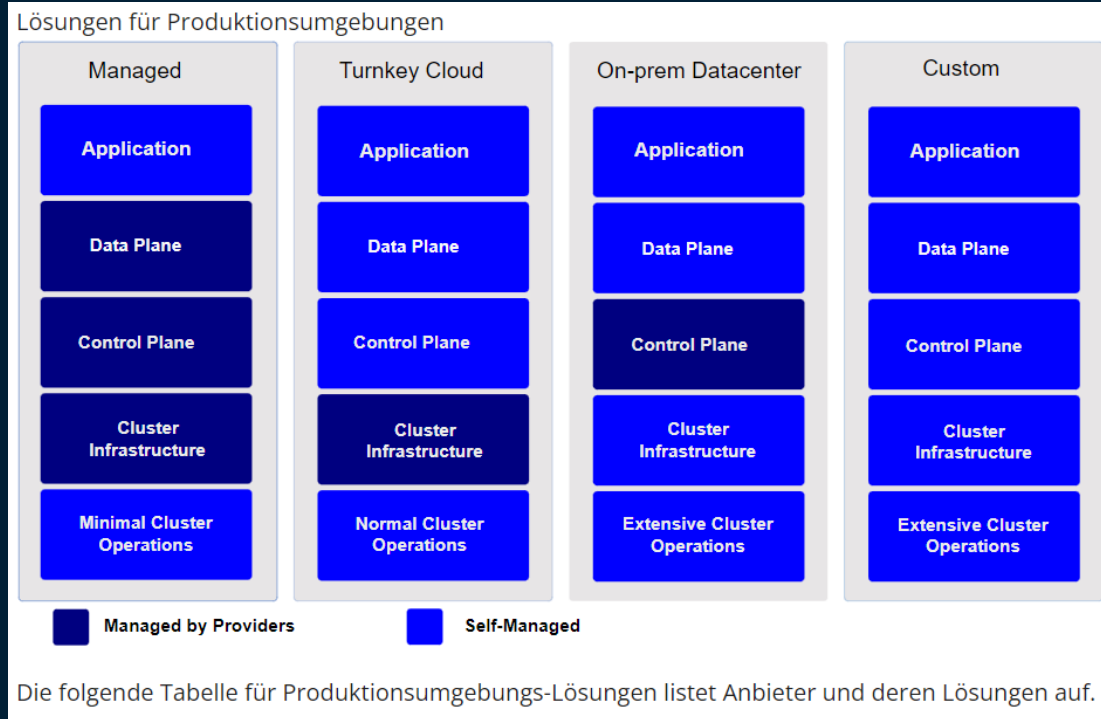 Lösungen für Produktionsumgebungen
Managed
Turnkey Cloud
On-prem Datacenter
Custom
Application
Application
Application
Application
Data Plane
Data Plane
Data Plane
Data Plane
Control Plane
Control Plane
Control Plane
Control Plane
Cluster
Infrastructure
Cluster
Infrastructure
Cluster
Infrastructure
Cluster
Infrastructure
Minimal Cluster
Operations
Normal Cluster
Operations
Extensive Cluster
Operations
Extensive Cluster
Operations
Managed by Providers
Self-Managed
Die folgende Tabelle für Produktionsumgebungs-Lösungen listet Anbieter und deren Lösungen auf.